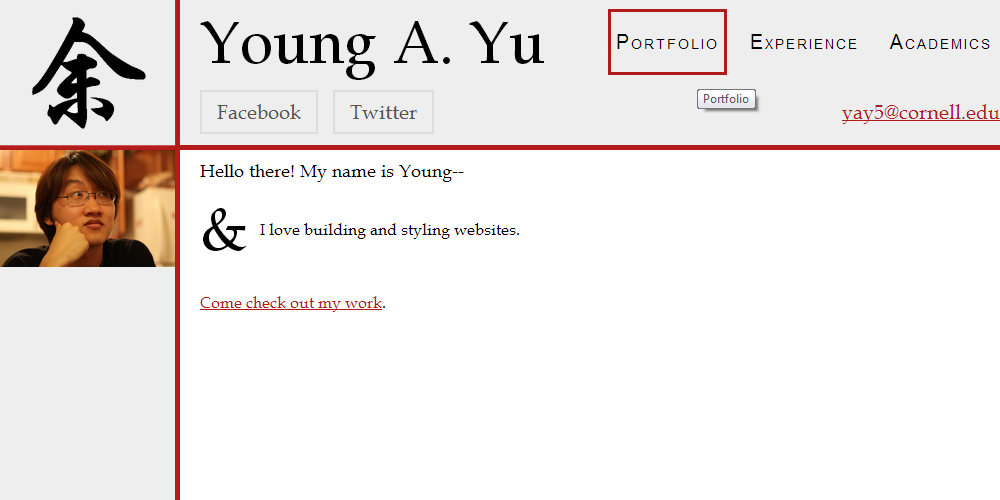 余
Young A. Yu
Portfolio Experience Academics
Facebook Twitter
Portfolio
yay5@cornell.edu
Hello there! My name is Young--
& I love building and styling websites.
Come check out my work.